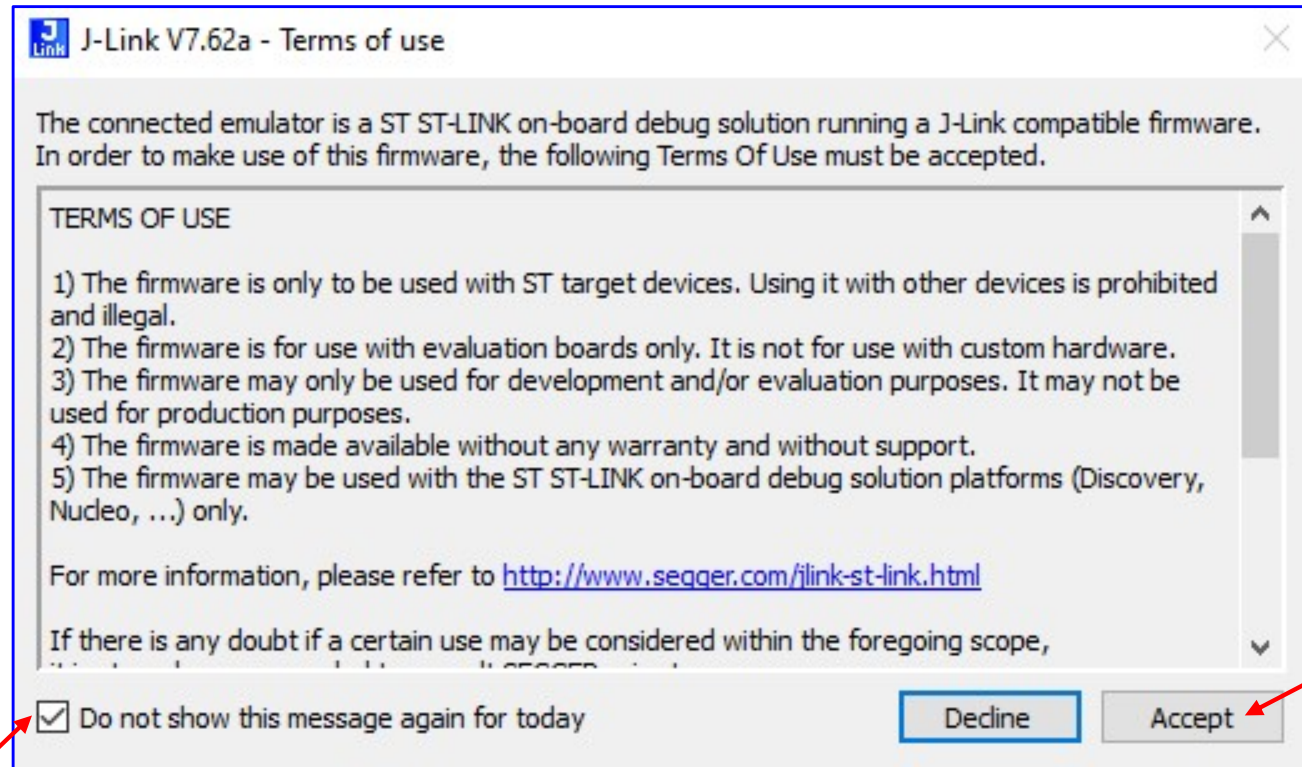 J Link J-Link V7.62a - Terms of use
The connected emulator is a ST ST-LINK on-board debug solution running a J-Link compatible firmware.
In order to make use of this firmware, the following Terms Of Use must be accepted.
TERMS OF USE
1) The firmware is only to be used with ST target devices. Using it with other devices is prohibited
and illegal.
2) The firmware is for use with evaluation boards only. It is not for use with custom hardware.
3) The firmware may only be used for development and/or evaluation purposes. It may not be
used for production purposes.
4) The firmware is made available without any warranty and without support.
5) The firmware may be used with the ST ST-LINK on-board debug solution platforms (Discovery,
Nucleo, ...) only.
For more information, please refer to http://www.segger.com/jlink-st-link.html
If there is any doubt if a certain use may be considered within the foregoing scope,
Do not show this message again for today
Decline Accept